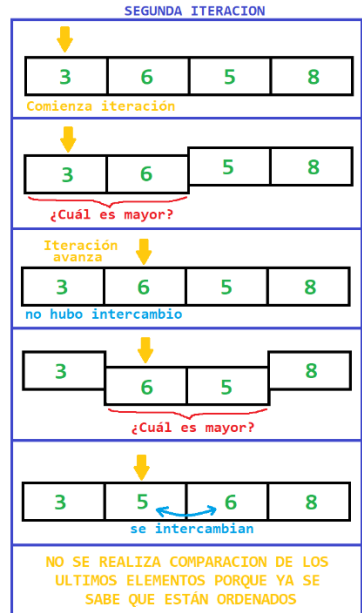 SEGUNDA ITERACION
3 6 5 8
Comienza iteración
3 6 5 8
¿Cuál es mayor?
Iteración
avanza
3 6 5 8
no hubo intercambio
3 6 5 8
¿Cuál es mayor?
3 5 6 8
se intercambian
NO SE REALIZA COMPARACION DE LOS
ULTIMOS ELEMENTOS PORQUE YA SE
SABE QUE ESTÁN ORDENADOS